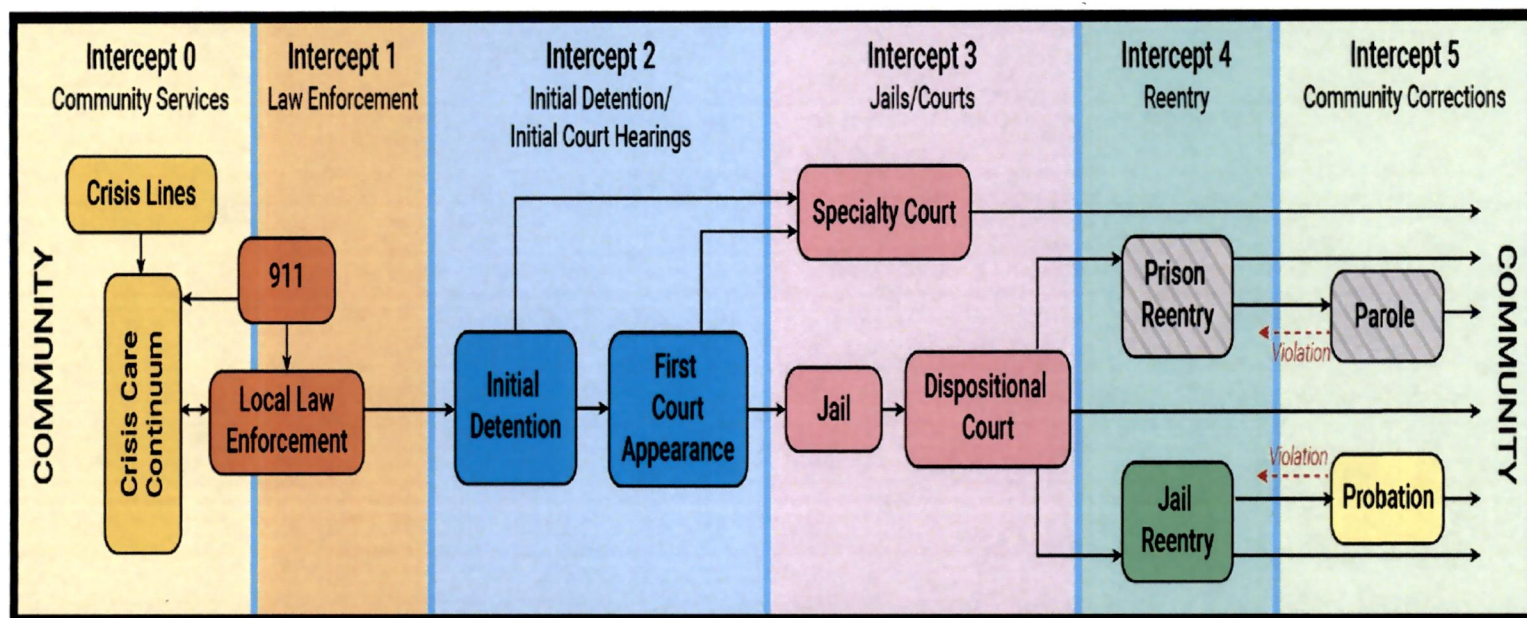 Intercept 0
Community Services
Intercept 1
Law Enforcement
Intercept 2
Initial Detention/
Initial Court Hearings
Intercept 3
Jails/Courts
Intercept 4
Reentry
Intercept 5
Community Corrections
COMMUNITY
Crisis Lines
911
Crisis Care
Continuum
Local Law
Enforcement
Initial
Detention
First
Court
Appearance
Specialty Court
Jail
Dispositional
Court
Prison
Reentry
Parole
Violation
Violation
Jail
Reentry
Probation
COMMUNITY